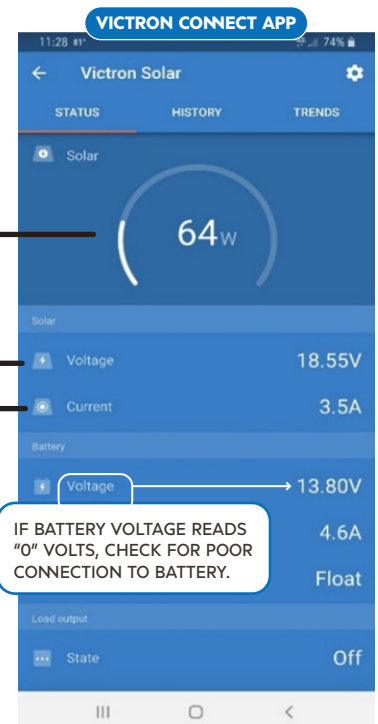 VICTRON CONNECT APP
11:28
74%
Victron Solar
STATUS HISTORY TRENDS
Solar
64W
Solar
Voltage 18.55V
Current 3.5A
Battery
Voltage 13.80V
IF BATTERY VOLTAGE READS
"0" VOLTS, CHECK FOR POOR
CONNECTION TO BATTERY.
4.6A
Float
Load output
State Off